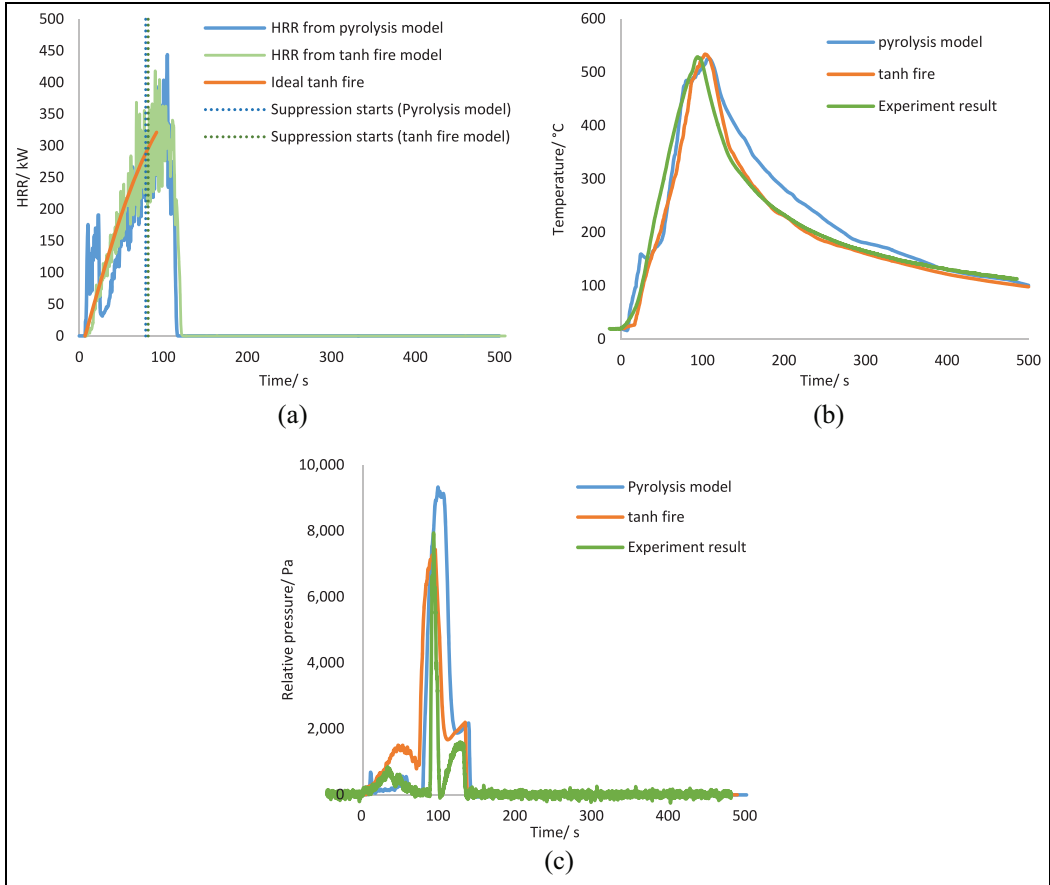 500
450
400
350
300
250
200
150
100
50
0
HRR/ kW
0 100 200 300 400 500
Time/ s
HRR from pyrolysis model
HRR from tanh fire model
Ideal tanh fire
Suppression starts (Pyrolysis model)
Suppression starts (tanh fire model)
(a)
600
500
400
300
200
100
0
Temperature/ °C
0 100 200 300 400 500
Time/ s
pyrolysis model
tanh fire
Experiment result
(b)
10,000
8,000
6,000
4,000
2,000
0
Relative pressure/ Pa
0 100 200 300 400 500
Time/ s
Pyrolysis model
tanh fire
Experiment result
(c)